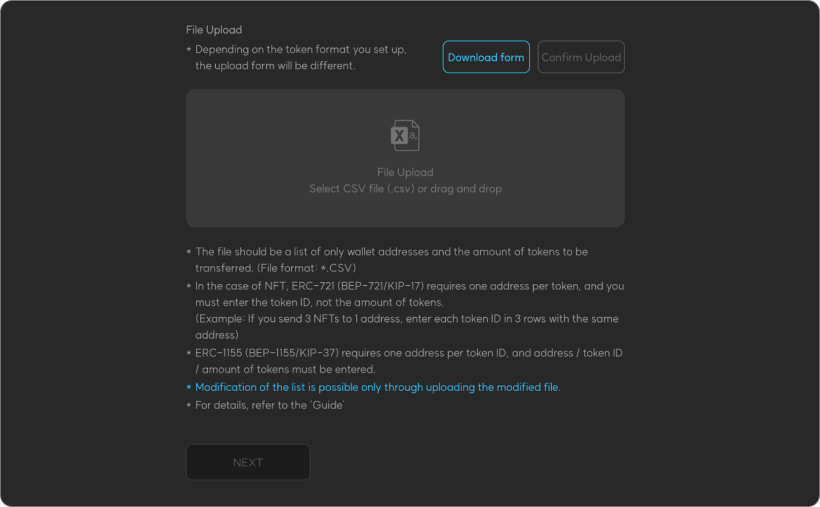 File Upload
* Depending on the token format you set up,
the upload form will be different.
Download form
Confirm Upload
X a,
File Upload
Select CSV file (.csv) or drag and drop
* The file should be a list of only wallet addresses and the amount of tokens to be
transferred. (File format: *.CSV)
* In the case of NFT, ERC-721 (BEP-721/KIP-17) requires one address per token, and you
must enter the token ID, not the amount of tokens.
(Example: If you send 3 NFTs to 1 address, enter each token ID in 3 rows with the same
address)
* ERC-1155 (BEP-1155/KIP-37) requires one address per token ID, and address / token ID
/ amount of tokens must be entered.
* Modification of the list is possible only through uploading the modified file.
* For details, refer to the 'Guide'
NEXT